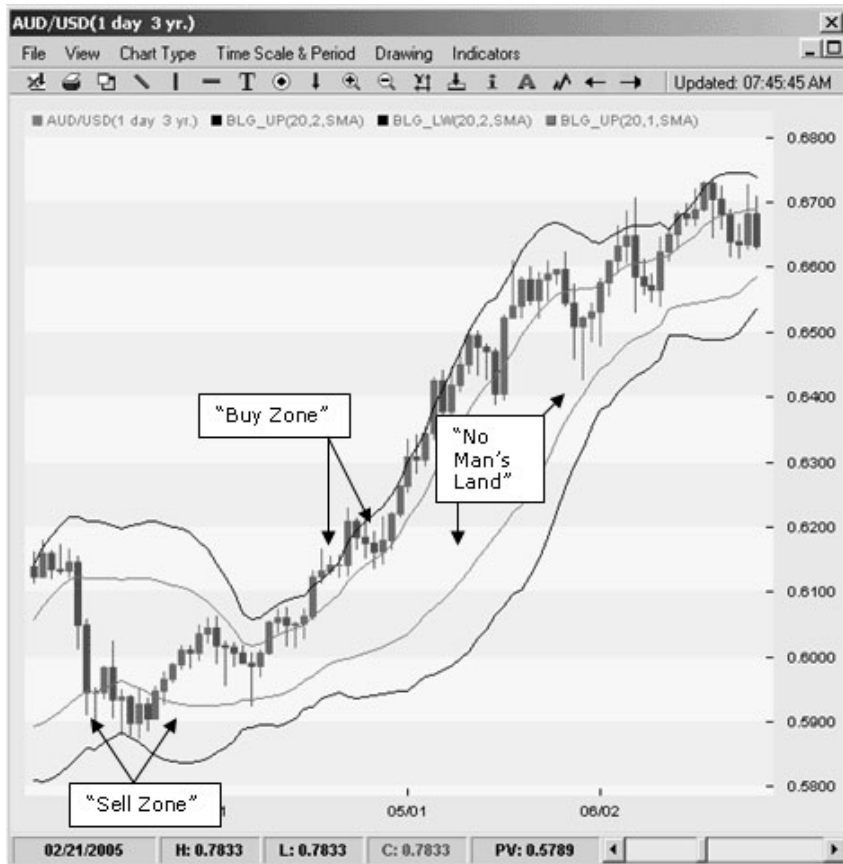 AUD/USD(1 day 3 yr.)
File View Chart Type Time Scale & Period Drawing Indicators
Updated: 07:45:45 AM
AUD/USD(1 day 3 yr.) BLG_UP(20,2,SMA) BLG_LW(20,2,SMA) BLG_UP(20,1,SMA)
0.6800
0.6700
0.6600
0.6500
0.6400
0.6300
0.6200
0.6100
0.6000
0.5900
0.5800
“Buy Zone”
“No
Man’s
Land”
“Sell Zone”
05/01 06/02
02/21/2005 H: 0.7833 L: 0.7833 C: 0.7833 PV: 0.5789